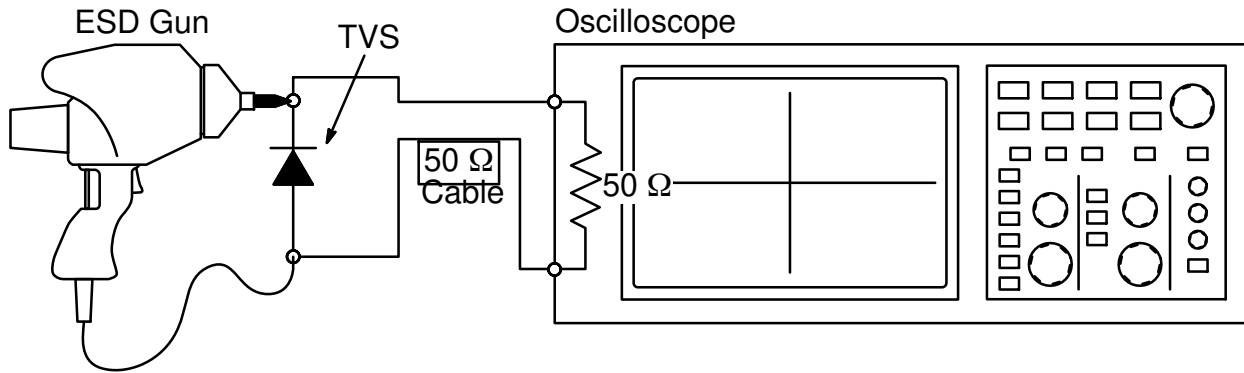 ESD Gun
TVS
Oscilloscope
50 Ω
Cable
50 Ω